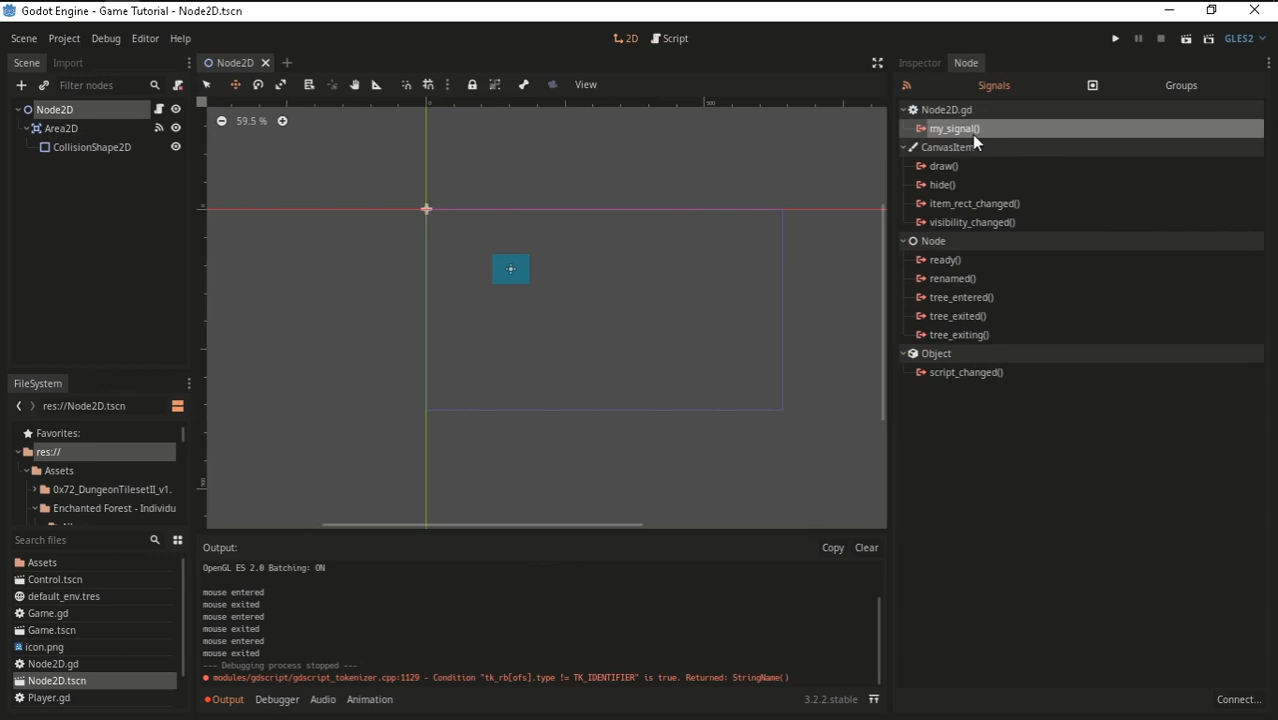 Godot Engine - Game Tutorial - Node2D.tscn
Scene Project Debug Editor Help
2D Script
GLES2
Scene Import
Node2D
Inspector Node
Filter nodes
View
Signals Groups
Node2D
Area2D
CollisionShape2D
59.5 %
0
500
0
500
Node2D.gd
my_signal()
CanvasItem
draw()
hide()
item_rect_changed()
visibility_changed()
Node
ready()
renamed()
tree_entered()
tree_exited()
tree_exiting()
Object
script_changed()
Connect...
FileSystem
res://Node2D.tscn
Favorites:
res://
Assets
0x72_DungeonTilesetII_v1.
Enchanted Forest - Individu
Search files
Assets
Control.tscn
default_env.tres
Game.gd
Game.tscn
icon.png
Node2D.gd
Node2D.tscn
Player.gd
Output:
Copy Clear
OpenGL ES 2.0 Batching: ON
mouse entered
mouse exited
mouse entered
mouse exited
mouse entered
mouse exited
--- Debugging process stopped ---
modules/gdscript/gdscript_tokenizer.cpp:1129 - Condition "tk_rb[ofs].type != TK_IDENTIFIER" is true. Returned: StringName()
Output Debugger Audio Animation
3.2.2.stable